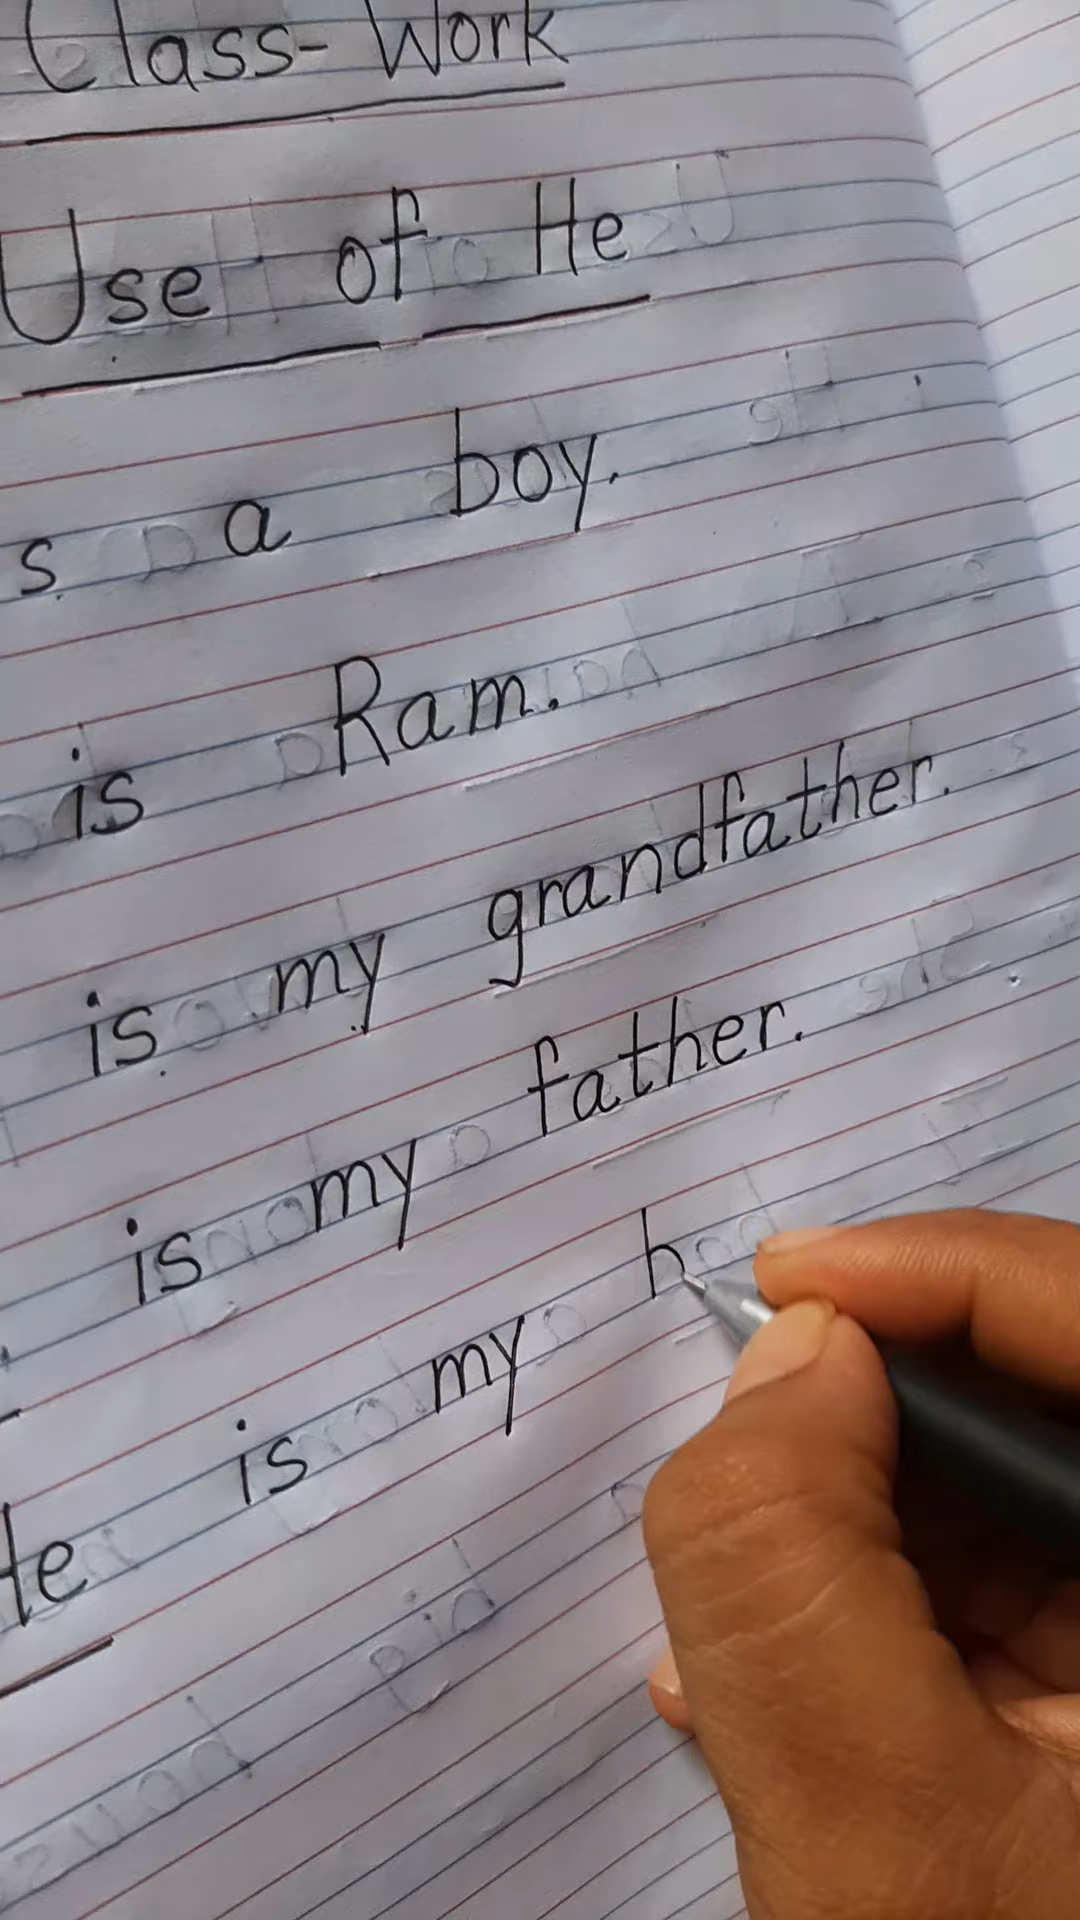 Class-Work
Use of He
s a boy.
is Ram.
is my grandfather.
is my father.
He is my